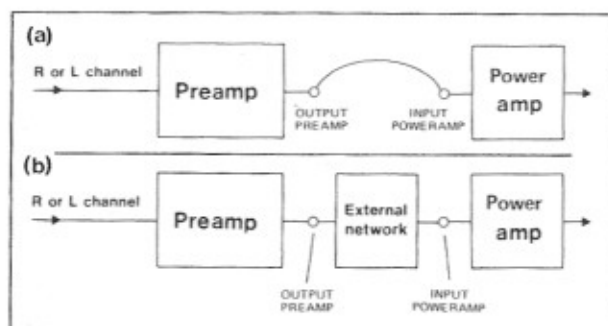 (a)
R or L channel
Preamp
OUTPUT
PREAMP
INPUT
POWERAMP
Power
amp
(b)
R or L channel
Preamp
External
network
Power
amp
OUTPUT
PREAMP
INPUT
POWERAMP